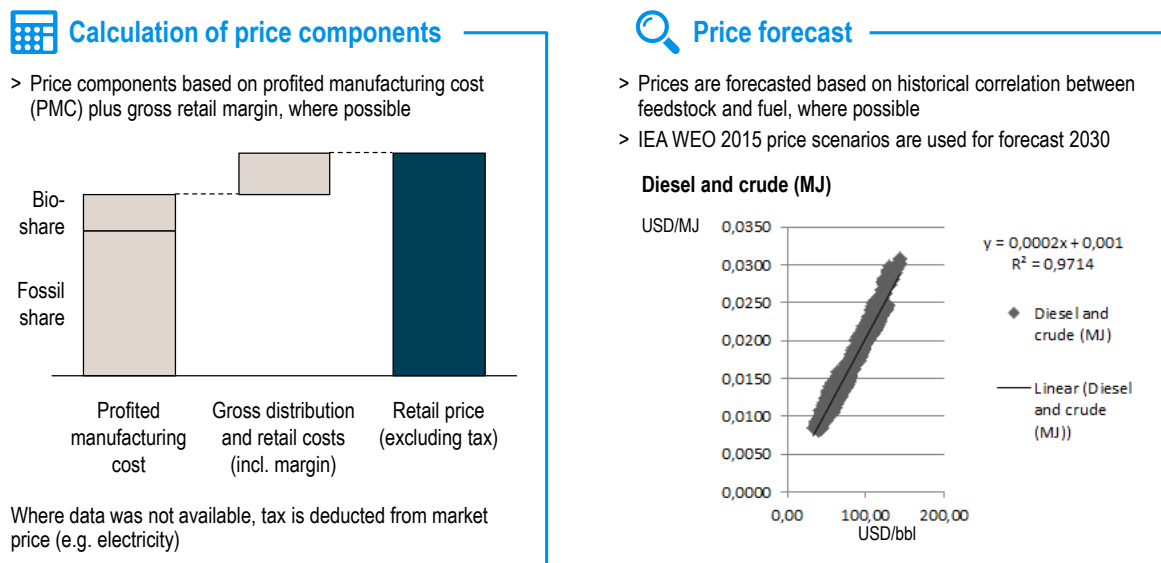 Calculation of price components
> Price components based on profited manufacturing cost
(PMC) plus gross retail margin, where possible
Bio-
share
Fossil
share
Profited
manufacturing
cost
Gross distribution
and retail costs
(incl. margin)
Retail price
(excluding tax)
Where data was not available, tax is deducted from market
price (e.g. electricity)
Price forecast
> Prices are forecasted based on historical correlation between
feedstock and fuel, where possible
> IEA WEO 2015 price scenarios are used for forecast 2030
Diesel and crude (MJ)
USD/MJ
0,0350
0,0300
0,0250
0,0200
0,0150
0,0100
0,0050
0,0000
0,00 100,00 200,00
USD/bbl
y = 0,0002x + 0,001
R² = 0,9714
Diesel and
crude (MJ)
Linear (Diesel
and crude
(MJ))